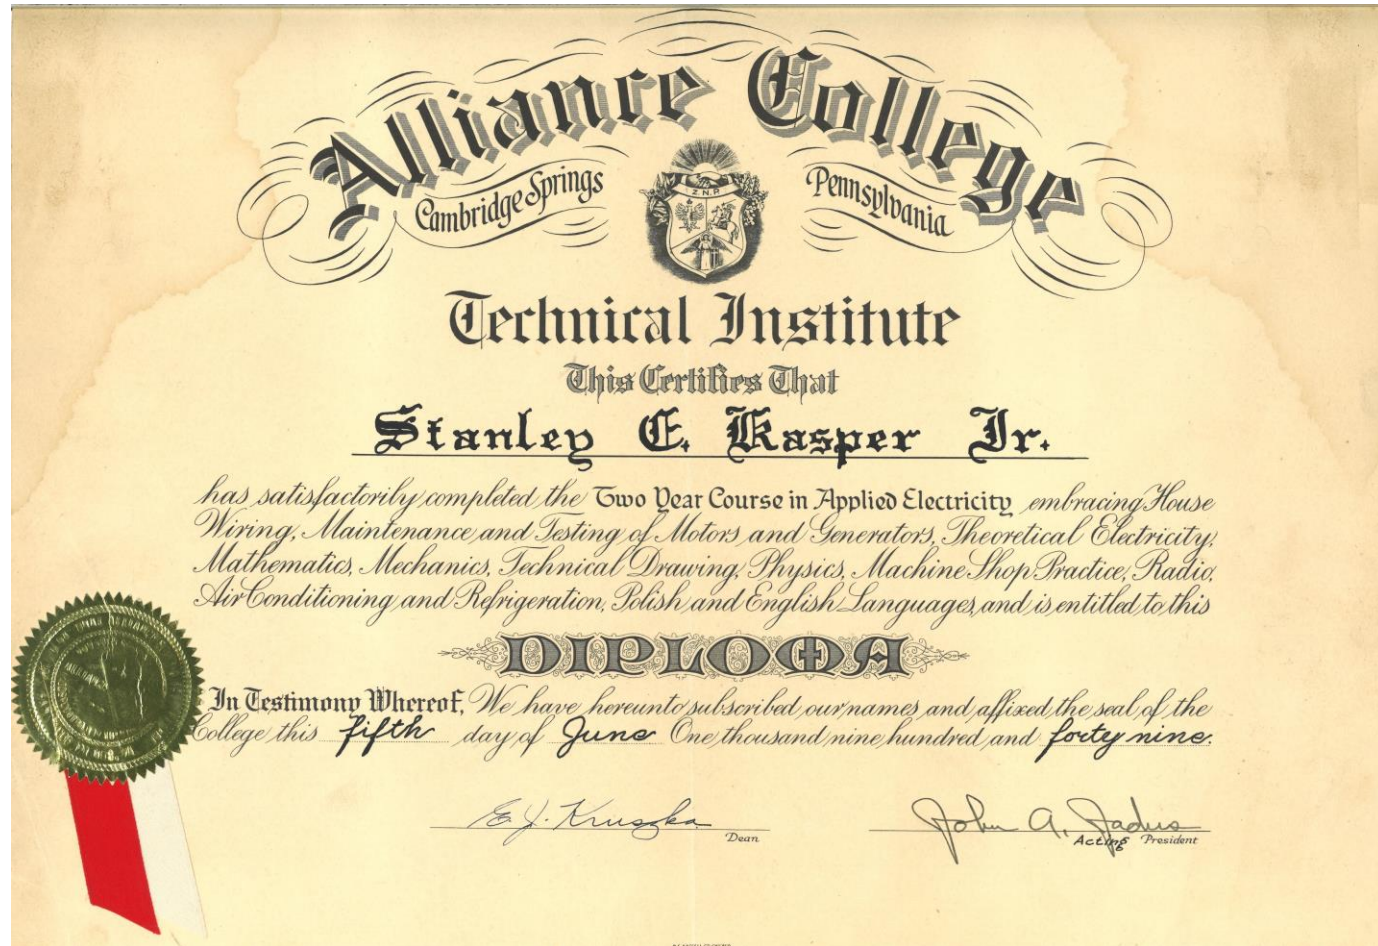 Alliance College
Cambridge Springs
Pennsylvania
Z.N.P.
Technical Institute
This Certifies That
Stanley E. Kasper Jr.
has satisfactorily completed the Two Year Course in Applied Electricity embracing House
Wiring, Maintenance and Testing of Motors and Generators, Theoretical Electricity,
Mathematics, Mechanics, Technical Drawing, Physics, Machine Shop Practice, Radio,
Air Conditioning and Refrigeration, Polish and English Languages, and is entitled to this
DIPLOMA
In Testimony Whereof, We have hereunto subscribed our names and affixed the seal of the
College this fifth day of June One thousand nine hundred and forty nine.
E. J. Kruszka
Dean
John A. Jadus
Acting President